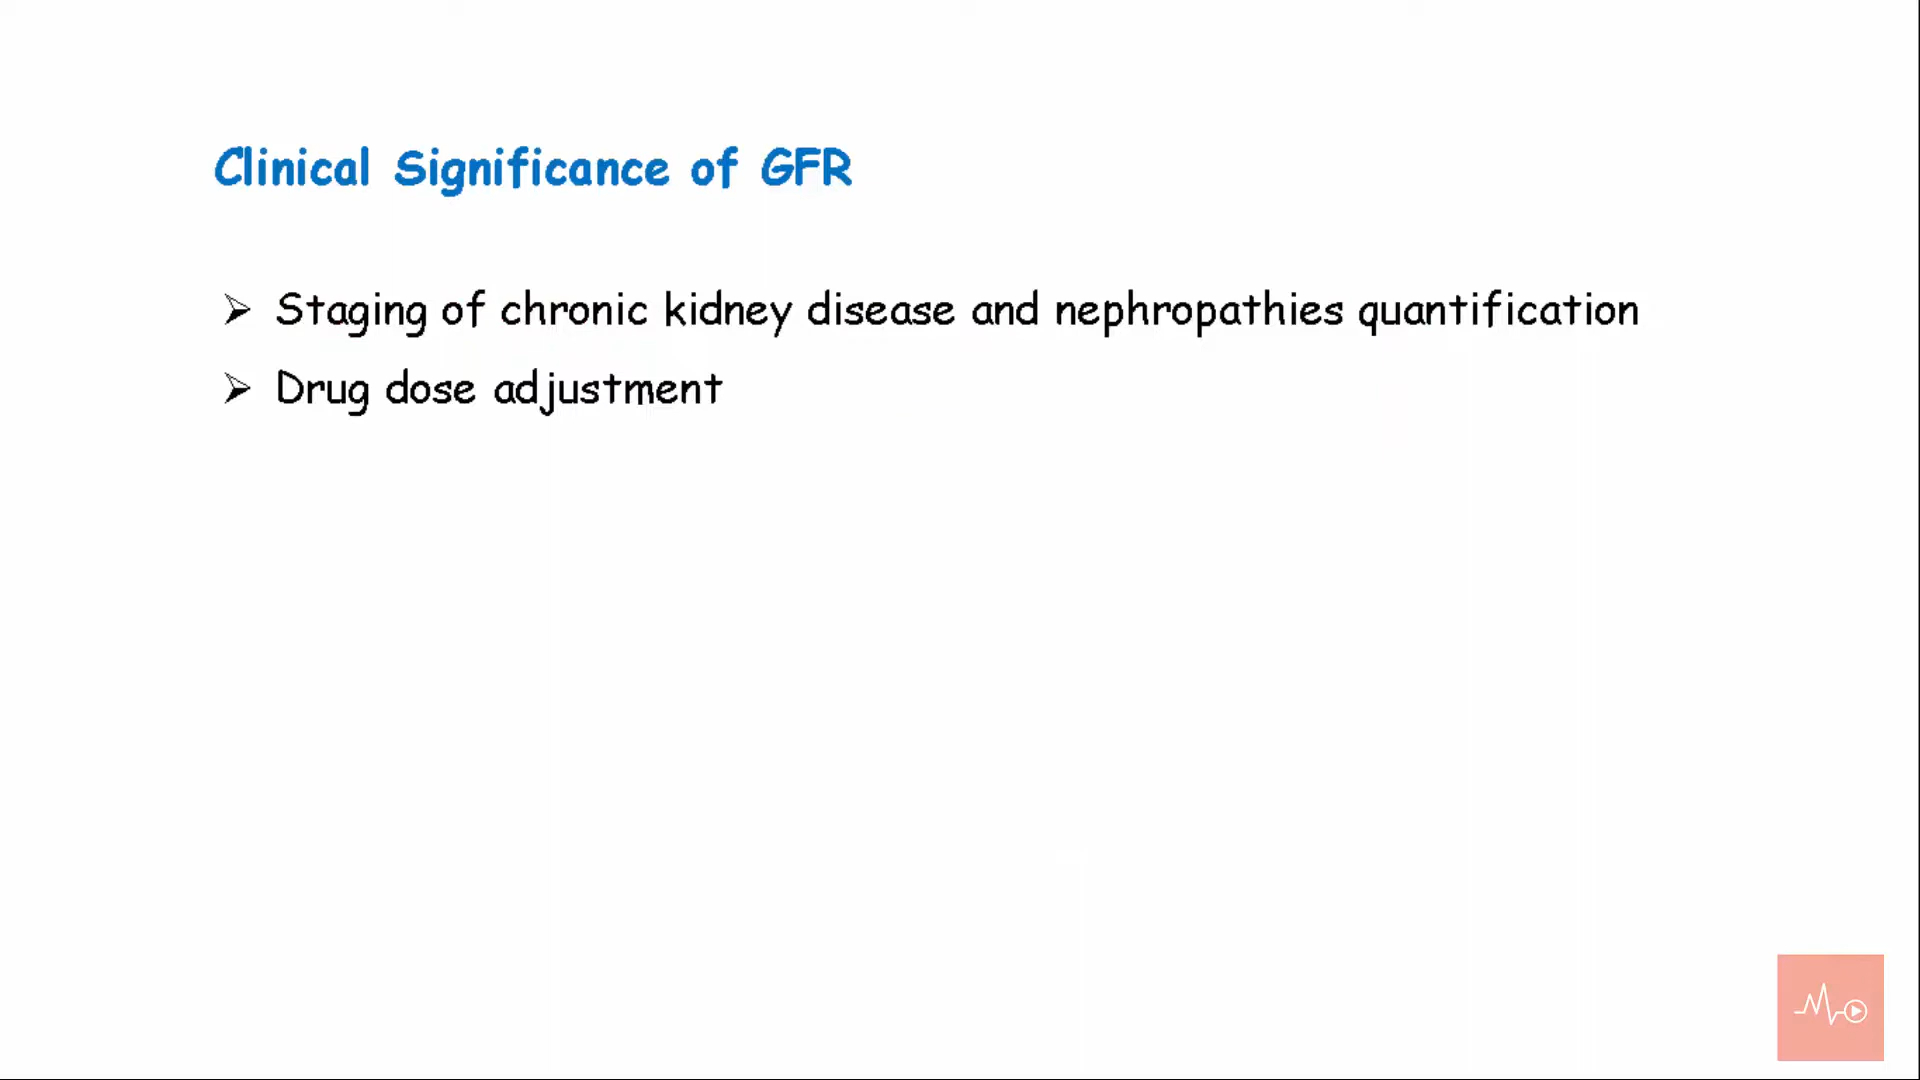 Clinical Significance of GFR
➢ Staging of chronic kidney disease and nephropathies quantification
➢ Drug dose adjustment